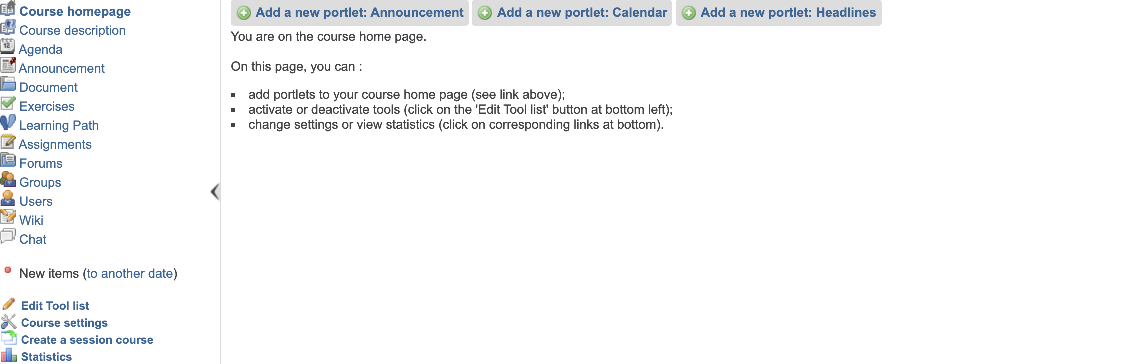 Course homepage
Course description
Agenda
Announcement
Document
Exercises
Learning Path
Assignments
Forums
Groups
Users
Wiki
Chat
New items (to another date)
Edit Tool list
Course settings
Create a session course
Statistics
Add a new portlet: Announcement
Add a new portlet: Calendar
Add a new portlet: Headlines
You are on the course home page.
On this page, you can :
add portlets to your course home page (see link above);
activate or deactivate tools (click on the 'Edit Tool list' button at bottom left);
change settings or view statistics (click on corresponding links at bottom).